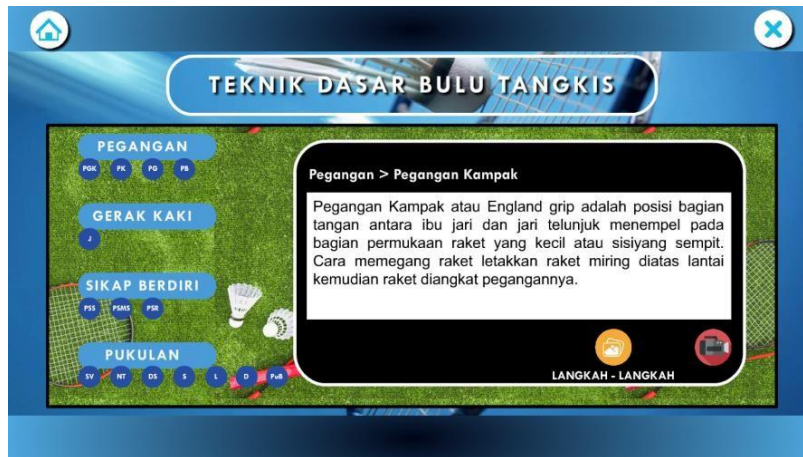 TEKNIK DASAR BULU TANGKIS
PEGANGAN
PGK PK PG PB
GERAK KAKI
J
SIKAP BERDIRI
PSS PSMS PSR
PUKULAN
SV NT DS S L D PuB
Pegangan > Pegangan Kampak
Pegangan Kampak atau England grip adalah posisi bagian
tangan antara ibu jari dan jari telunjuk menempel pada
bagian permukaan raket yang kecil atau sisiyang sempit.
Cara memegang raket letakkan raket miring diatas lantai
kemudian raket diangkat pegangannya.
LANGKAH - LANGKAH